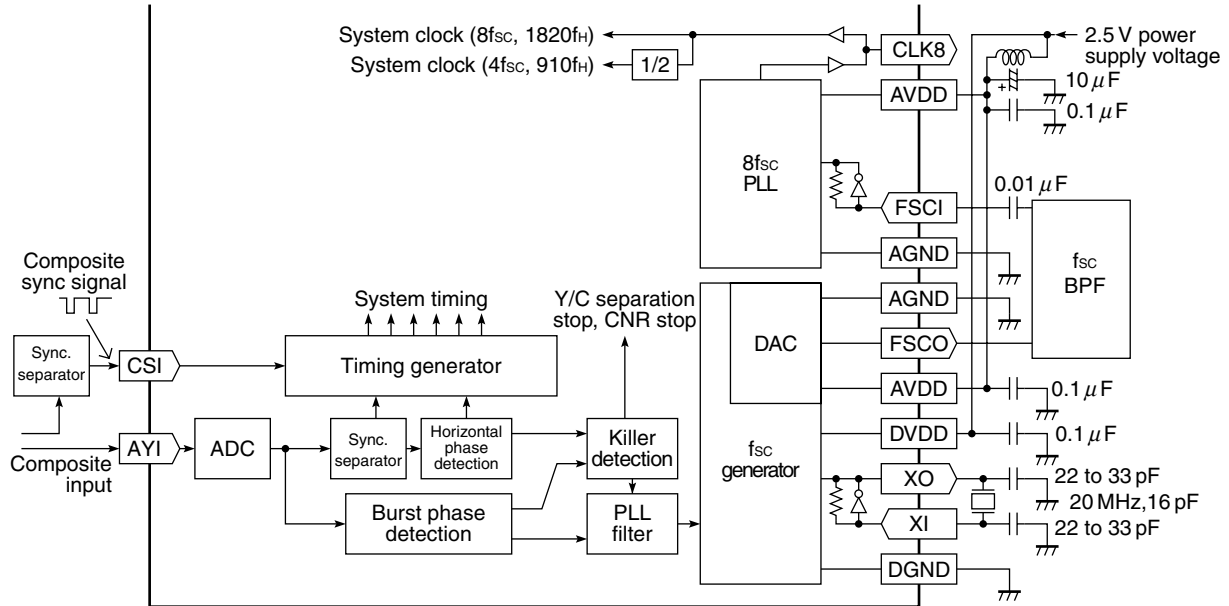 System clock (8fSC, 1820fH)
System clock (4fSC, 910fH)
1/2
CLK8
2.5 V power
supply voltage
10 μF
+
AVDD
0.1 μF
8fSC
PLL
0.01 μF
FSCI
AGND
fSC
BPF
Composite
sync signal
System timing
Y/C separation
stop, CNR stop
AGND
DAC
FSCO
Sync.
separator
CSI
Timing generator
AVDD
0.1 μF
DVDD
0.1 μF
AYI
Composite
input
ADC
Sync.
separator
Horizontal
phase
detection
Killer
detection
fSC
generator
XO
22 to 33 pF
20 MHz,16 pF
Burst phase
detection
PLL
filter
XI
22 to 33 pF
DGND